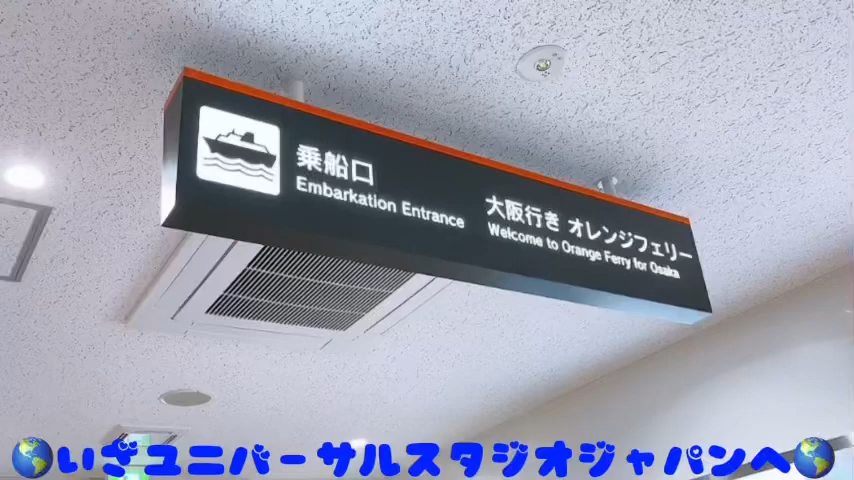 乗船口
Embarkation Entrance
大阪行き オレンジフェリー
Welcome to Orange Ferry for Osaka
🌎いざユニバーサルスタジオジャパンへ🌎